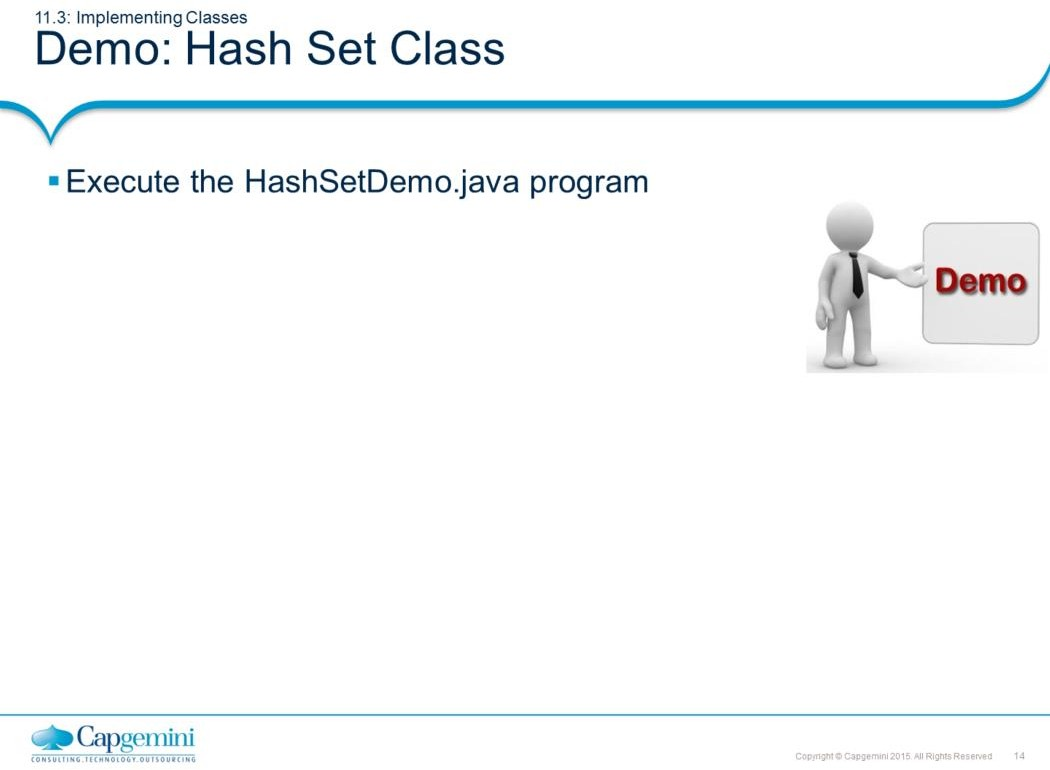 11.3: Implementing Classes
Demo: Hash Set Class
Execute the HashSetDemo.java program
Demo
Capgemini
CONSULTING.TECHNOLOGY.OUTSOURCING
Copyright © Capgemini 2015. All Rights Reserved 14